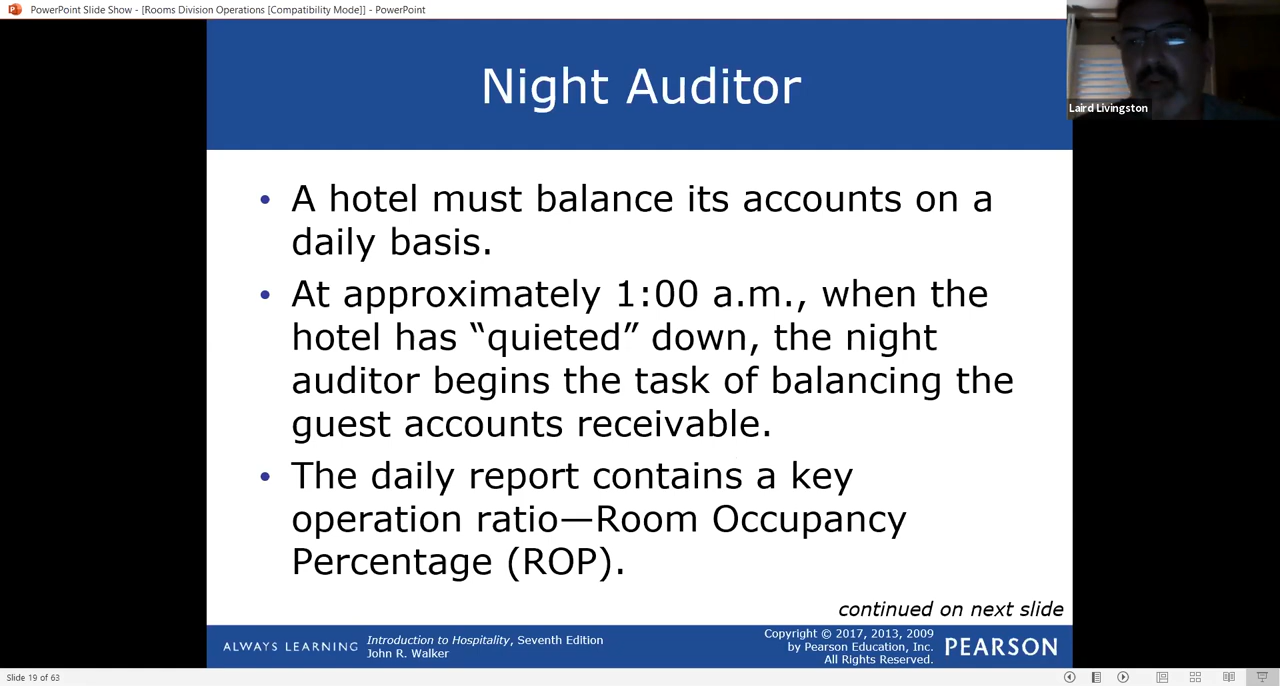 PowerPoint Slide Show - [Rooms Division Operations [Compatibility Mode]] - PowerPoint
Laird Livingston
Night Auditor
• A hotel must balance its accounts on a
daily basis.
• At approximately 1:00 a.m., when the
hotel has “quieted” down, the night
auditor begins the task of balancing the
guest accounts receivable.
• The daily report contains a key
operation ratio—Room Occupancy
Percentage (ROP).
continued on next slide
ALWAYS LEARNING
Introduction to Hospitality, Seventh Edition
John R. Walker
Copyright © 2017, 2013, 2009
by Pearson Education, Inc.
All Rights Reserved.
PEARSON
Slide 19 of 63